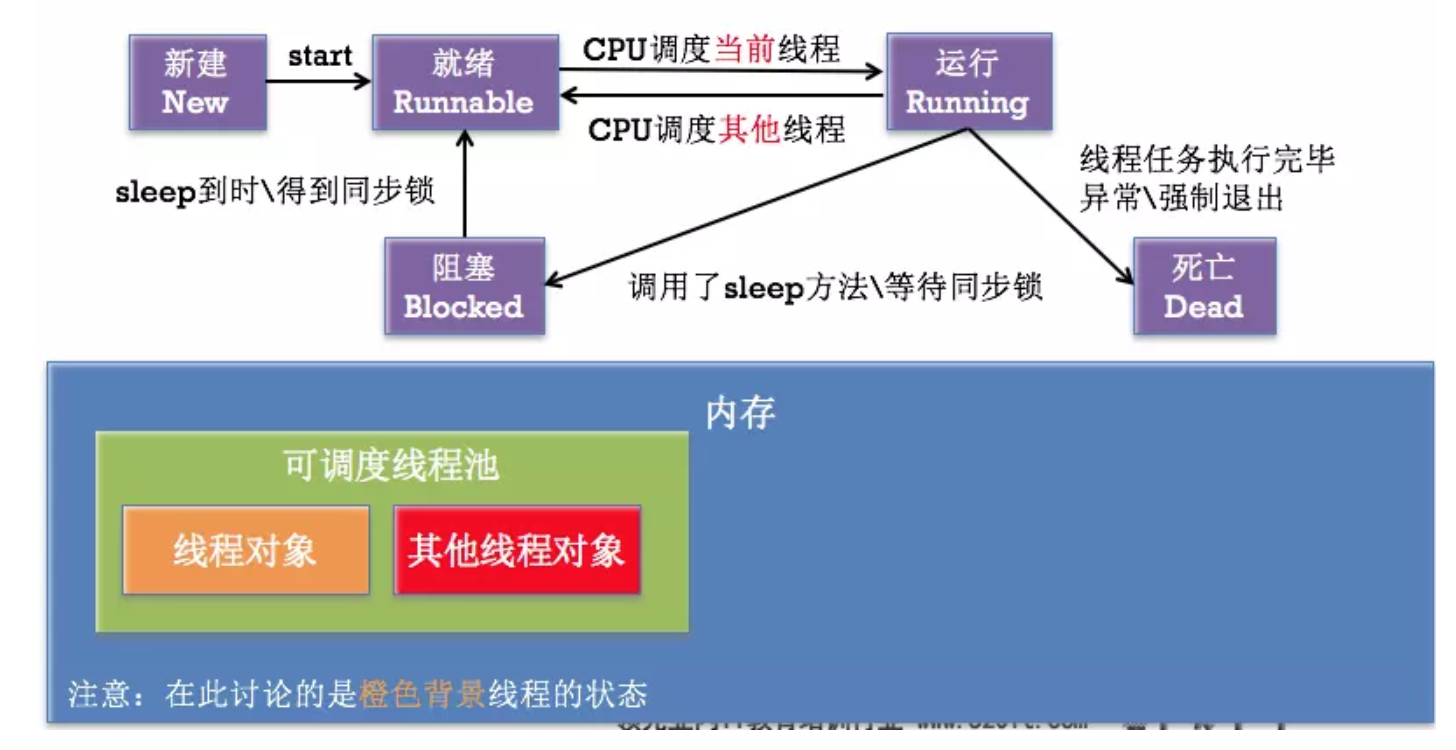 新建
New
start
就绪
Runnable
CPU调度当前线程
CPU调度其他线程
运行
Running
sleep到时\得到同步锁
线程任务执行完毕
异常\强制退出
阻塞
Blocked
调用了sleep方法\等待同步锁
死亡
Dead
内存
可调度线程池
线程对象
其他线程对象
注意：在此讨论的是橙色背景线程的状态